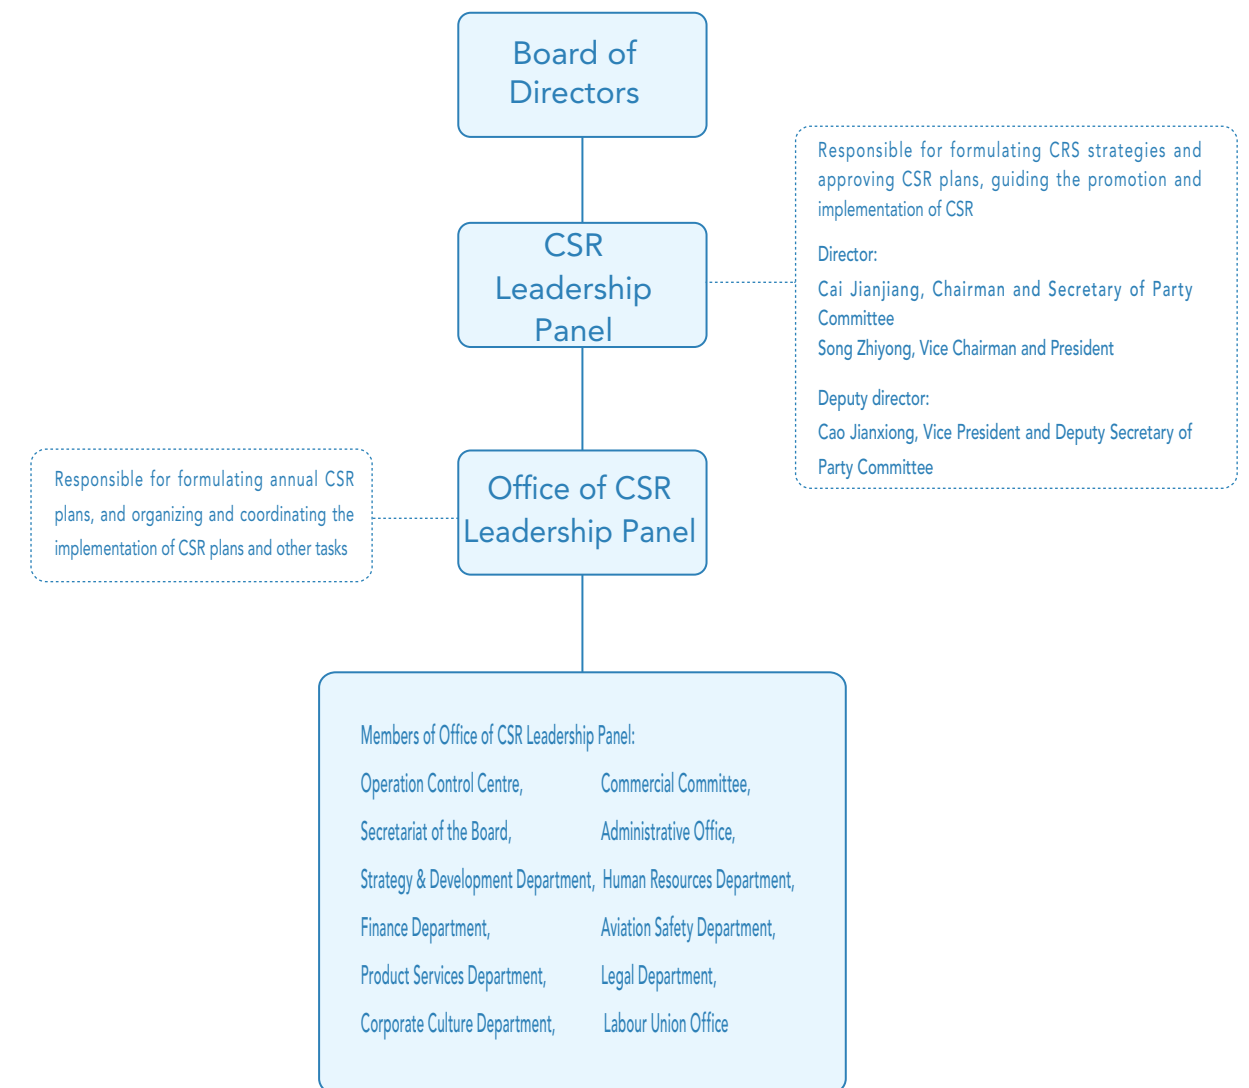 Board of
Directors
Responsible for formulating CRS strategies and
approving CSR plans, guiding the promotion and
implementation of CSR
Director:
Cai Jianjiang, Chairman and Secretary of Party
Committee
Song Zhiyong, Vice Chairman and President
Deputy director:
Cao Jianxiong, Vice President and Deputy Secretary of
Party Committee
CSR
Leadership
Panel
Responsible for formulating annual CSR
plans, and organizing and coordinating the
implementation of CSR plans and other tasks
Office of CSR
Leadership Panel
Members of Office of CSR Leadership Panel:
Operation Control Centre, Commercial Committee,
Secretariat of the Board, Administrative Office,
Strategy & Development Department, Human Resources Department,
Finance Department, Aviation Safety Department,
Product Services Department, Legal Department,
Corporate Culture Department, Labour Union Office